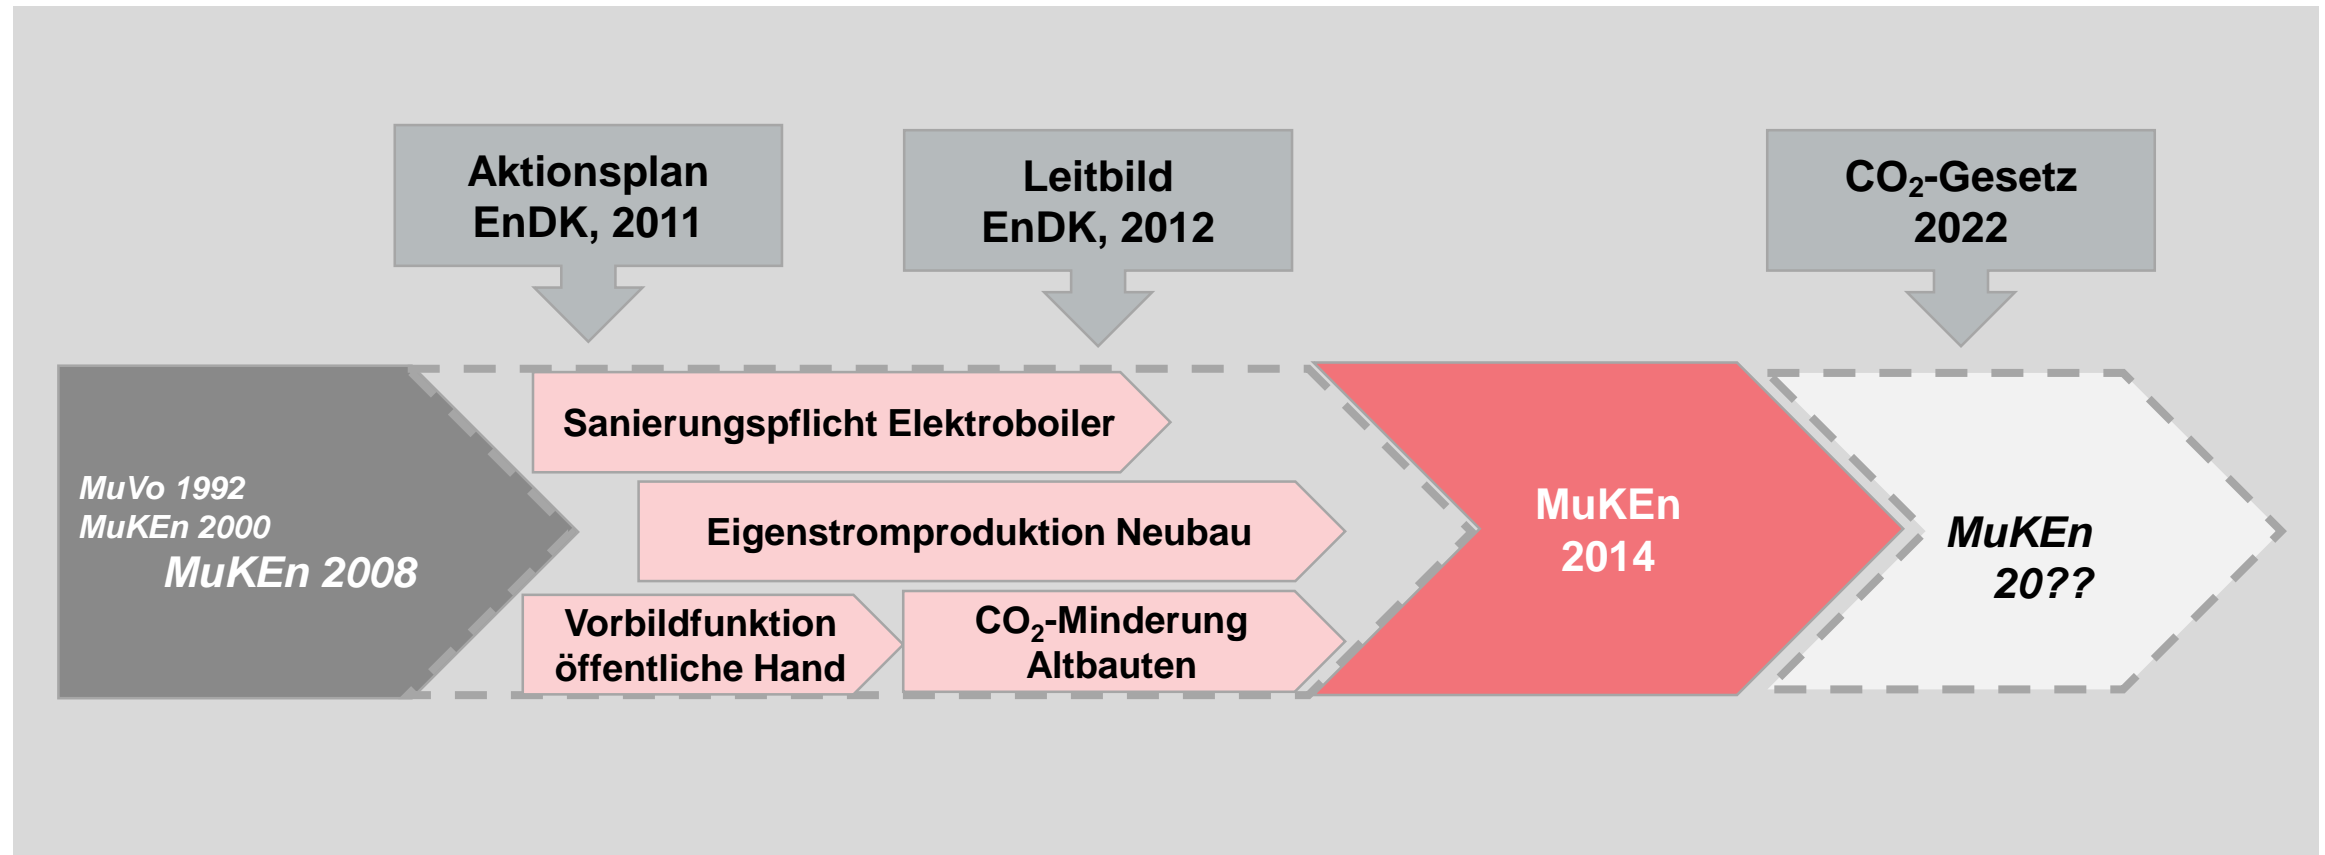 Aktionsplan
EnDK, 2011
Leitbild
EnDK, 2012
CO₂-Gesetz
2022
MuVo 1992
MuKEn 2000
MuKEn 2008
Sanierungspflicht Elektroboiler
Eigenstromproduktion Neubau
Vorbildfunktion
öffentliche Hand
CO₂-Minderung
Altbauten
MuKEn
2014
MuKEn
20??